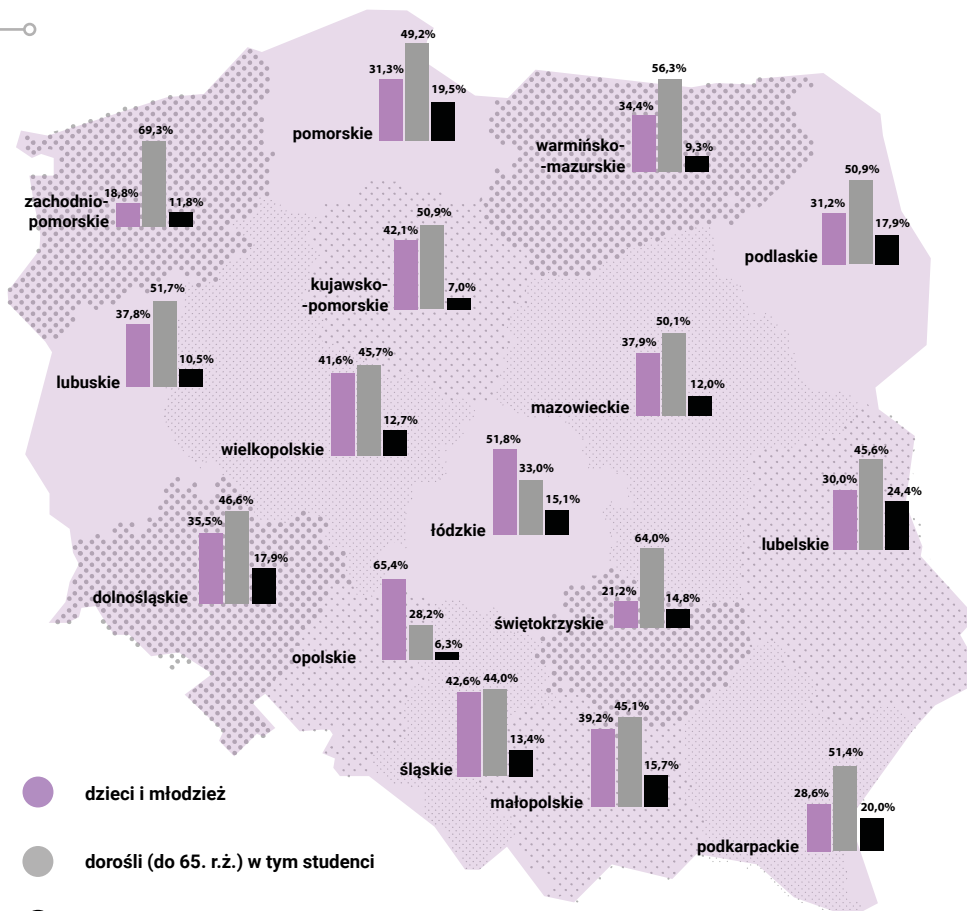 49,2%
31,3%
19,5%
pomorskie
56,3%
34,4%
9,3%
warmińsko-
-mazurskie
69,3%
18,8%
11,8%
zachodnio-
pomorskie
50,9%
31,2%
17,9%
podlaskie
50,9%
42,1%
7,0%
kujawsko-
-pomorskie
51,7%
37,8%
10,5%
lubuskie
50,1%
37,9%
12,0%
mazowieckie
41,6%
45,7%
12,7%
wielkopolskie
51,8%
33,0%
15,1%
łódzkie
45,6%
30,0%
24,4%
lubelskie
46,6%
35,5%
17,9%
dolnośląskie
64,0%
21,2%
14,8%
świętokrzyskie
65,4%
28,2%
6,3%
opolskie
42,6%
44,0%
13,4%
śląskie
39,2%
45,1%
15,7%
małopolskie
51,4%
28,6%
20,0%
podkarpackie
dzieci i młodzież
dorośli (do 65. r.ż.) w tym studenci